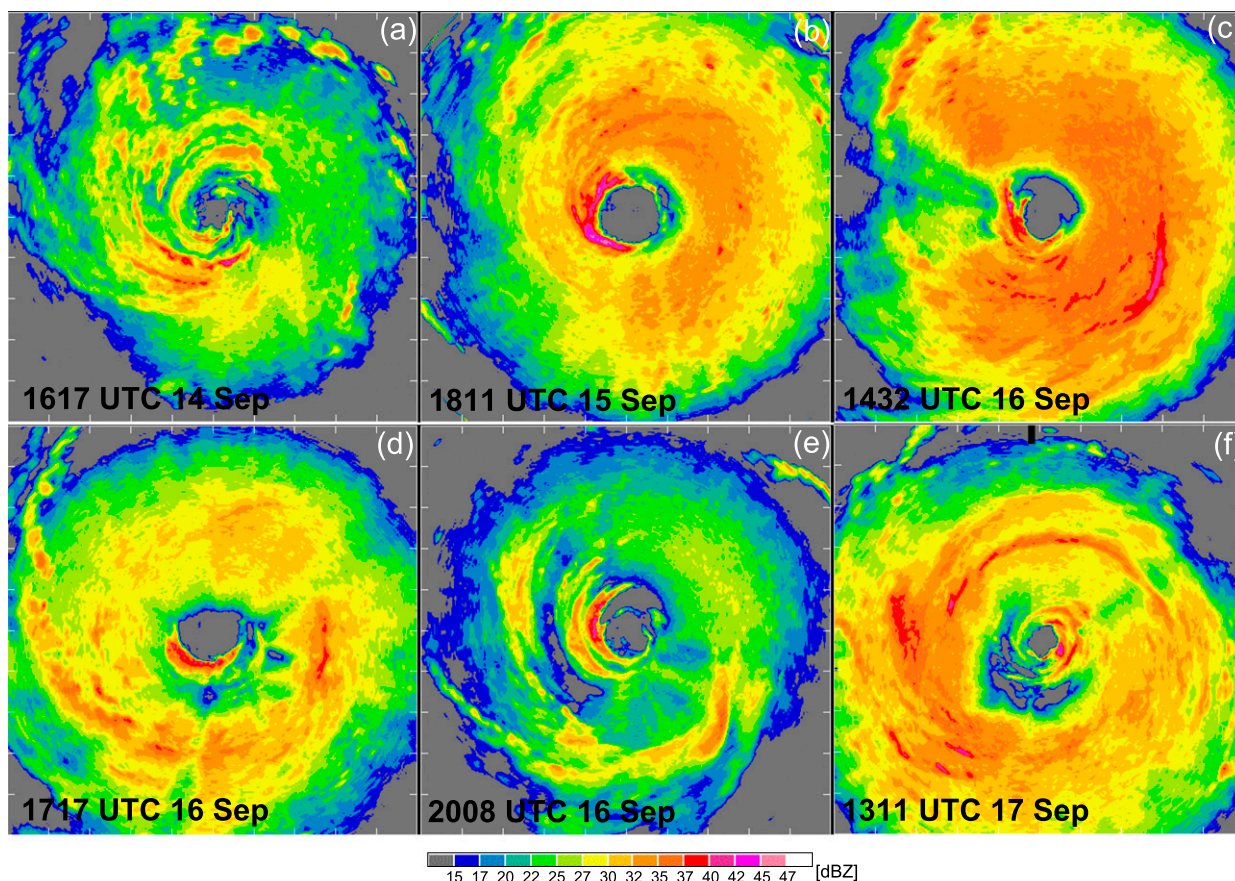 (a)
(b)
(c)
1617 UTC 14 Sep
1811 UTC 15 Sep
1432 UTC 16 Sep
(d)
(e)
(f)
1717 UTC 16 Sep
2008 UTC 16 Sep
1311 UTC 17 Sep
15 17 20 22 25 27 30 32 35 37 40 42 45 47 [dBZ]